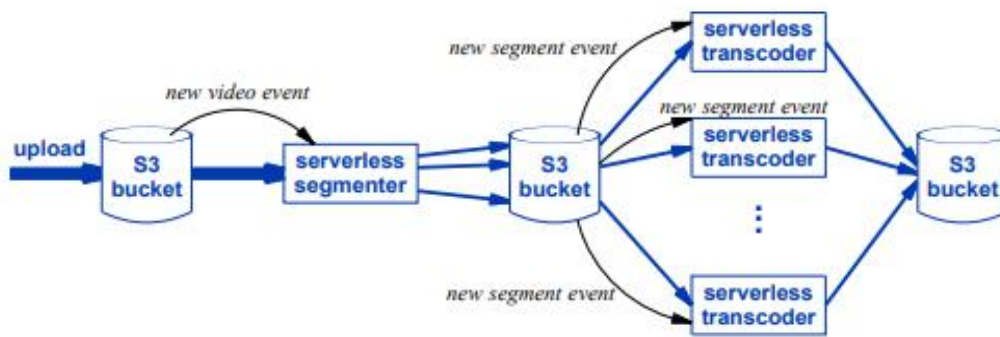 upload
S3
bucket
new video event
serverless
segmenter
S3
bucket
new segment event
serverless
transcoder
new segment event
serverless
transcoder
new segment event
serverless
transcoder
S3
bucket